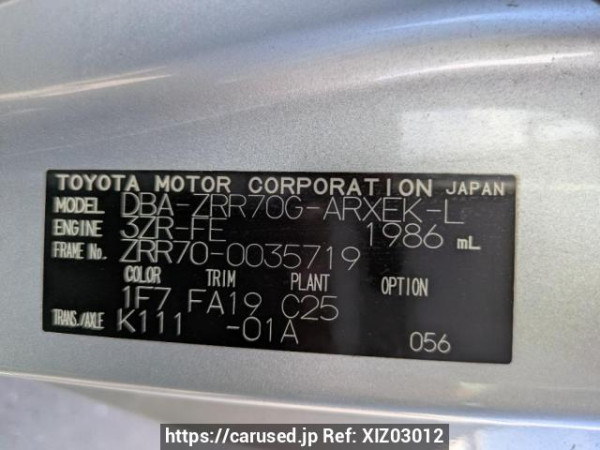 TOYOTA MOTOR CORPORATION JAPAN
MODEL DBA-ZRR70G-ARXEK-L
ENGINE 3ZR-FE 1986 mL
FRAME No. ZRR70-0035719
COLOR TRIM PLANT OPTION
1F7 FA19 C25
TRANS./AXLE K111 -01A
056
https://carused.jp Ref: XIZ03012